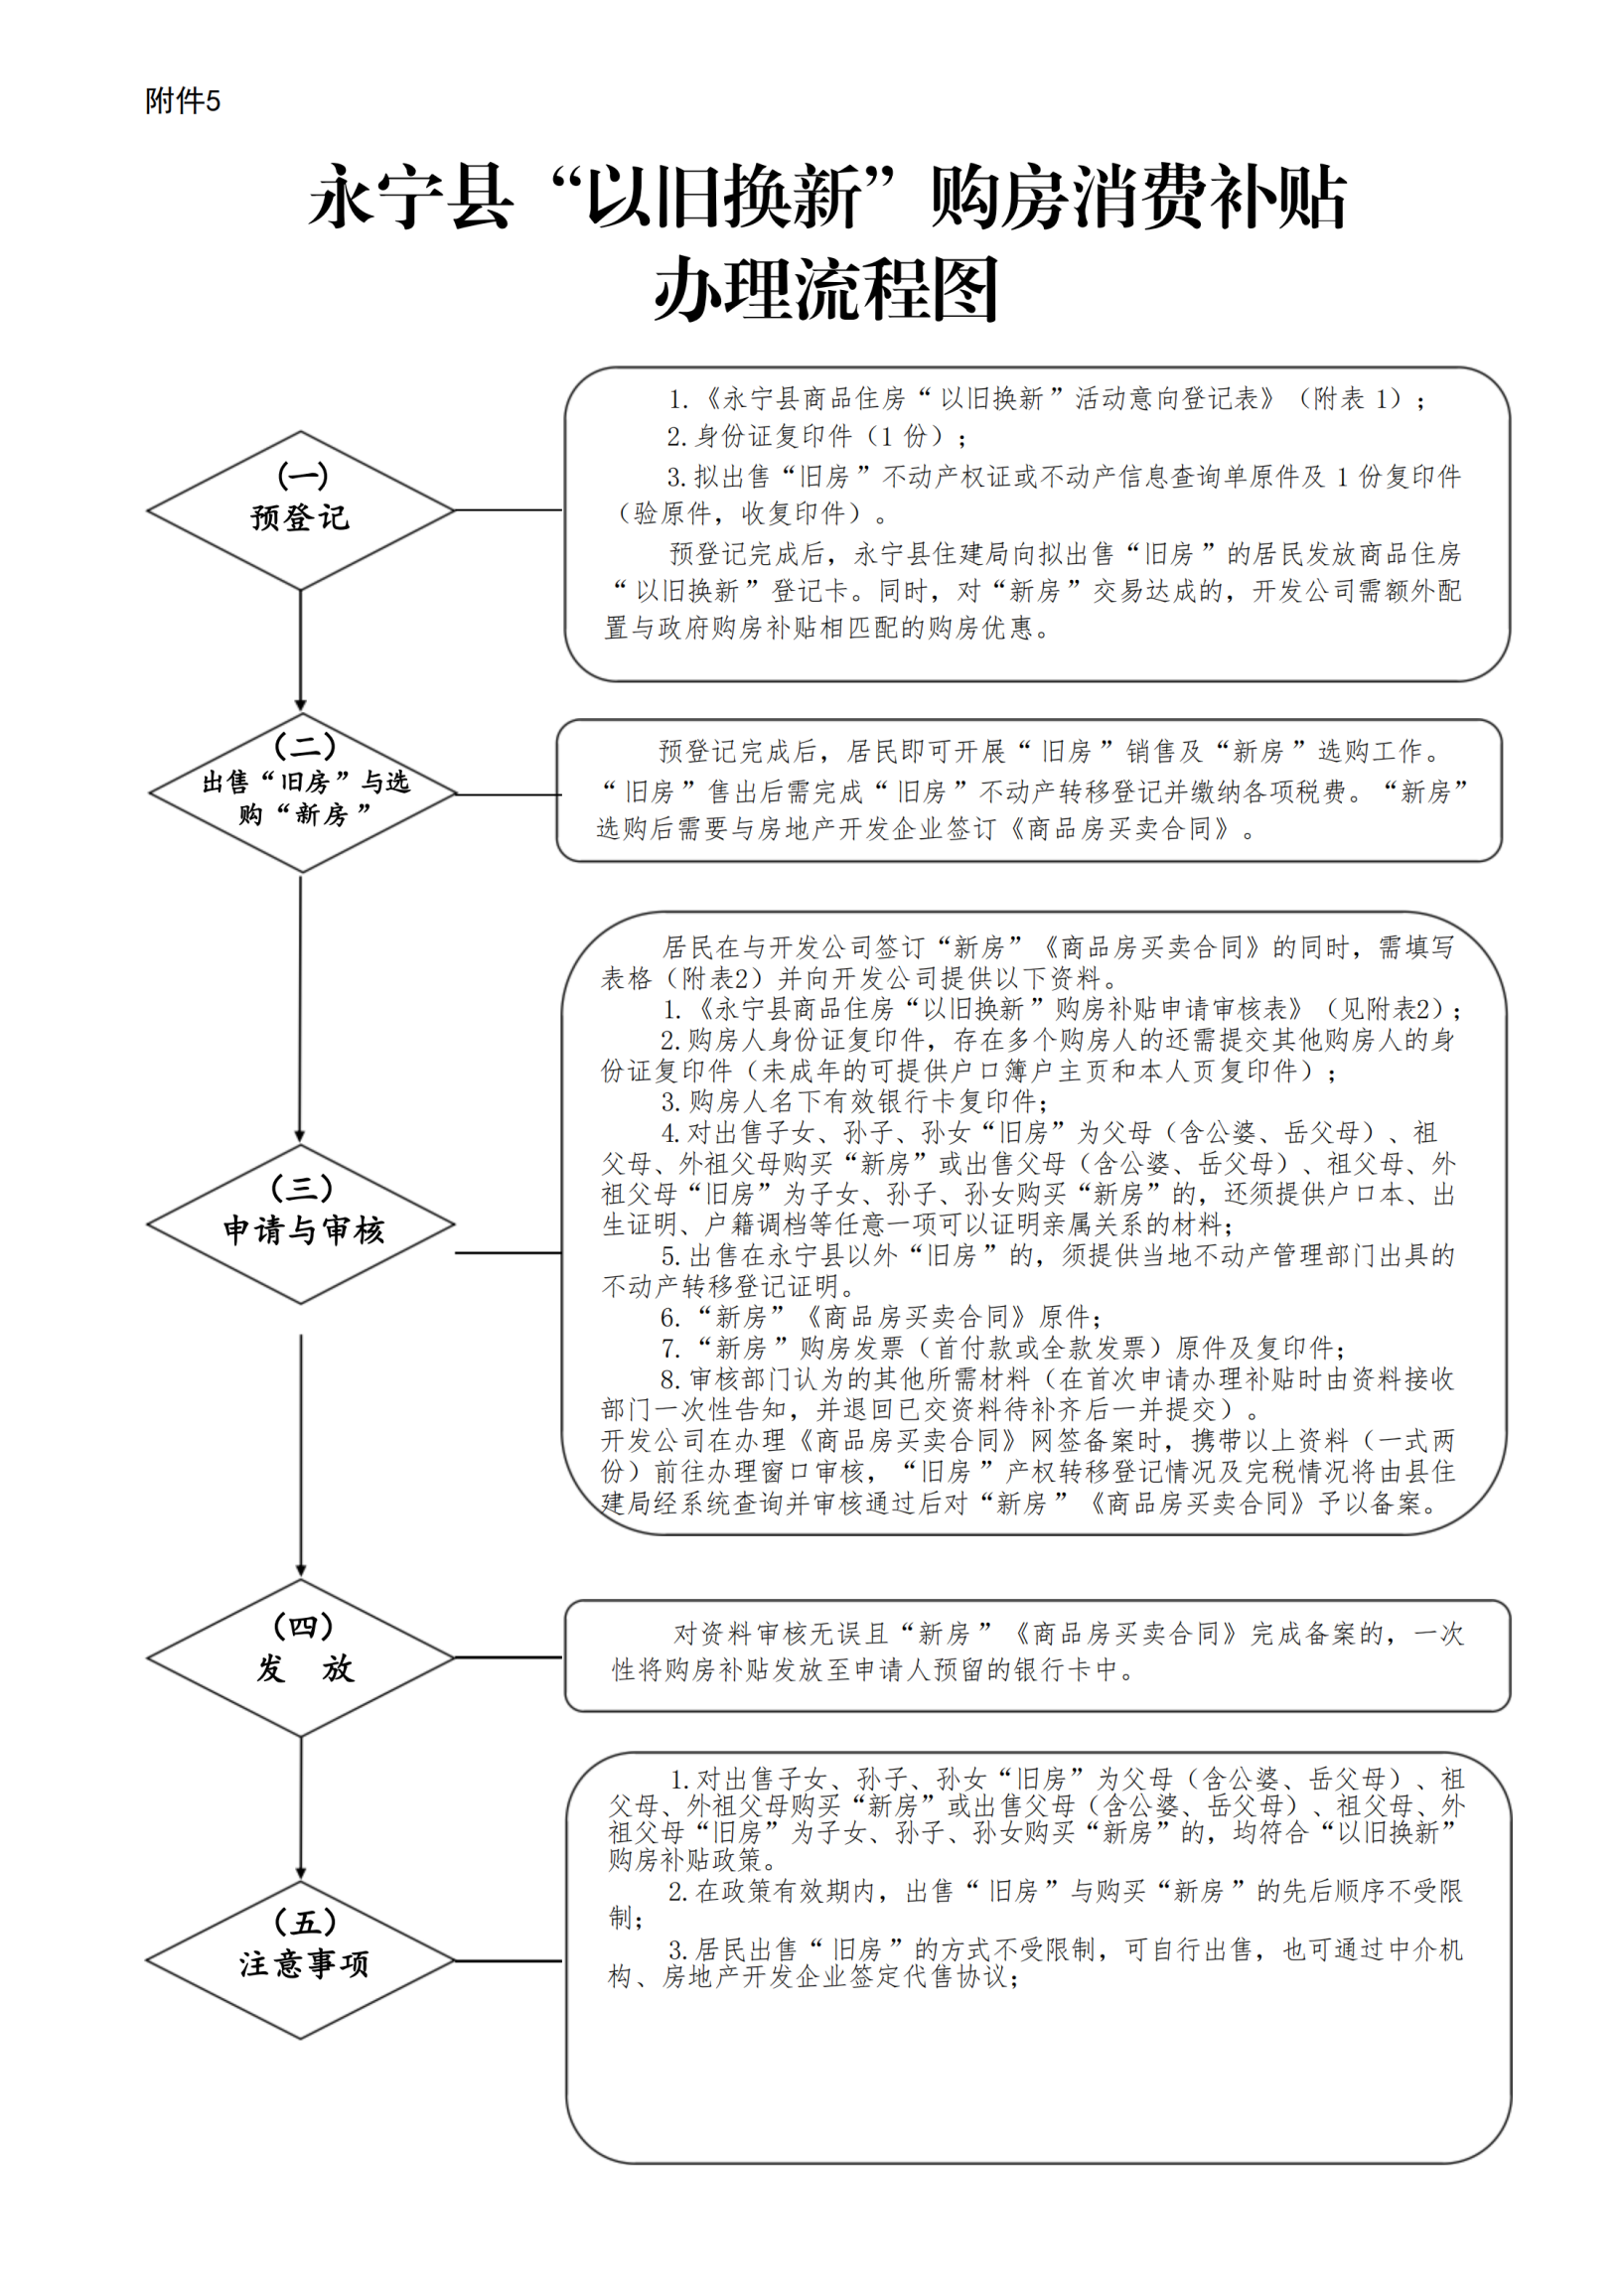 附件5
永宁县“以旧换新”购房消费补贴
办理流程图
（一）
预登记
1.《永宁县商品住房“以旧换新”活动意向登记表》（附表 1）；
2.身份证复印件（1 份）；
3.拟出售“旧房”不动产权证或不动产信息查询单原件及 1 份复印件
（验原件，收复印件）。
预登记完成后，永宁县住建局向拟出售“旧房”的居民发放商品住房
“以旧换新”登记卡。同时，对“新房”交易达成的，开发公司需额外配
置与政府购房补贴相匹配的购房优惠。
（二）
出售“旧房”与选
购“新房”
预登记完成后，居民即可开展“旧房”销售及“新房”选购工作。
“旧房”售出后需完成“旧房”不动产转移登记并缴纳各项税费。“新房”
选购后需要与房地产开发企业签订《商品房买卖合同》。
（三）
申请与审核
居民在与开发公司签订“新房”《商品房买卖合同》的同时，需填写
表格（附表2）并向开发公司提供以下资料。
1.《永宁县商品住房“以旧换新”购房补贴申请审核表》（见附表2）；
2.购房人身份证复印件，存在多个购房人的还需提交其他购房人的身
份证复印件（未成年的可提供户口簿户主页和本人页复印件）；
3.购房人名下有效银行卡复印件；
4.对出售子女、孙子、孙女“旧房”为父母（含公婆、岳父母）、祖
父母、外祖父母购买“新房”或出售父母（含公婆、岳父母）、祖父母、外
祖父母“旧房”为子女、孙子、孙女购买“新房”的，还须提供户口本、出
生证明、户籍调档等任意一项可以证明亲属关系的材料；
5.出售在永宁县以外“旧房”的，须提供当地不动产管理部门出具的
不动产转移登记证明。
6.“新房”《商品房买卖合同》原件；
7.“新房”购房发票（首付款或全款发票）原件及复印件；
8.审核部门认为的其他所需材料（在首次申请办理补贴时由资料接收
部门一次性告知，并退回已交资料待补齐后一并提交）。
开发公司在办理《商品房买卖合同》网签备案时，携带以上资料（一式两
份）前往办理窗口审核，“旧房”产权转移登记情况及完税情况将由县住
建局经系统查询并审核通过后对“新房”《商品房买卖合同》予以备案。
（四）
发 放
对资料审核无误且“新房”《商品房买卖合同》完成备案的，一次
性将购房补贴发放至申请人预留的银行卡中。
（五）
注意事项
1.对出售子女、孙子、孙女“旧房”为父母（含公婆、岳父母）、祖
父母、外祖父母购买“新房”或出售父母（含公婆、岳父母）、祖父母、外
祖父母“旧房”为子女、孙子、孙女购买“新房”的，均符合“以旧换新”
购房补贴政策。
2.在政策有效期内，出售“旧房”与购买“新房”的先后顺序不受限
制；
3.居民出售“旧房”的方式不受限制，可自行出售，也可通过中介机
构、房地产开发企业签定代售协议；